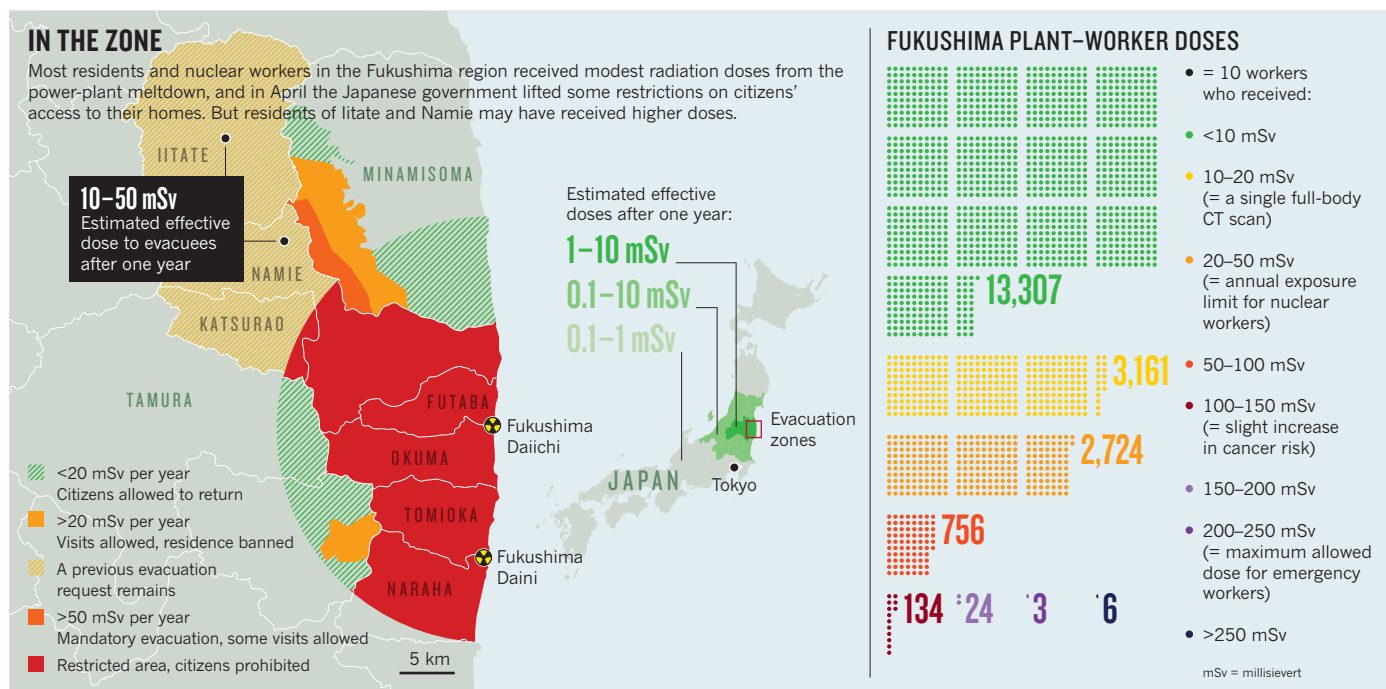 IN THE ZONE
Most residents and nuclear workers in the Fukushima region received modest radiation doses from the
power-plant meltdown, and in April the Japanese government lifted some restrictions on citizens’
access to their homes. But residents of Iitate and Namie may have received higher doses.
IITATE
MINAMISOMA
10–50 mSv
Estimated effective
dose to evacuees
after one year
NAMIE
KATSURAO
TAMURA
FUTABA
Fukushima
Daiichi
OKUMA
TOMIOKA
Fukushima
Daini
NARAHA
<20 mSv per year
Citizens allowed to return
>20 mSv per year
Visits allowed, residence banned
A previous evacuation
request remains
>50 mSv per year
Mandatory evacuation, some visits allowed
Restricted area, citizens prohibited
5 km
Estimated effective
doses after one year:
1–10 mSv
0.1–10 mSv
0.1–1 mSv
Evacuation
zones
JAPAN
Tokyo
FUKUSHIMA PLANT–WORKER DOSES
13,307
3,161
2,724
756
134
24
3
6
= 10 workers
who received:
<10 mSv
10–20 mSv
(= a single full-body
CT scan)
20–50 mSv
(= annual exposure
limit for nuclear
workers)
50–100 mSv
100–150 mSv
(= slight increase
in cancer risk)
150–200 mSv
200–250 mSv
(= maximum allowed
dose for emergency
workers)
>250 mSv
mSv = millisievert